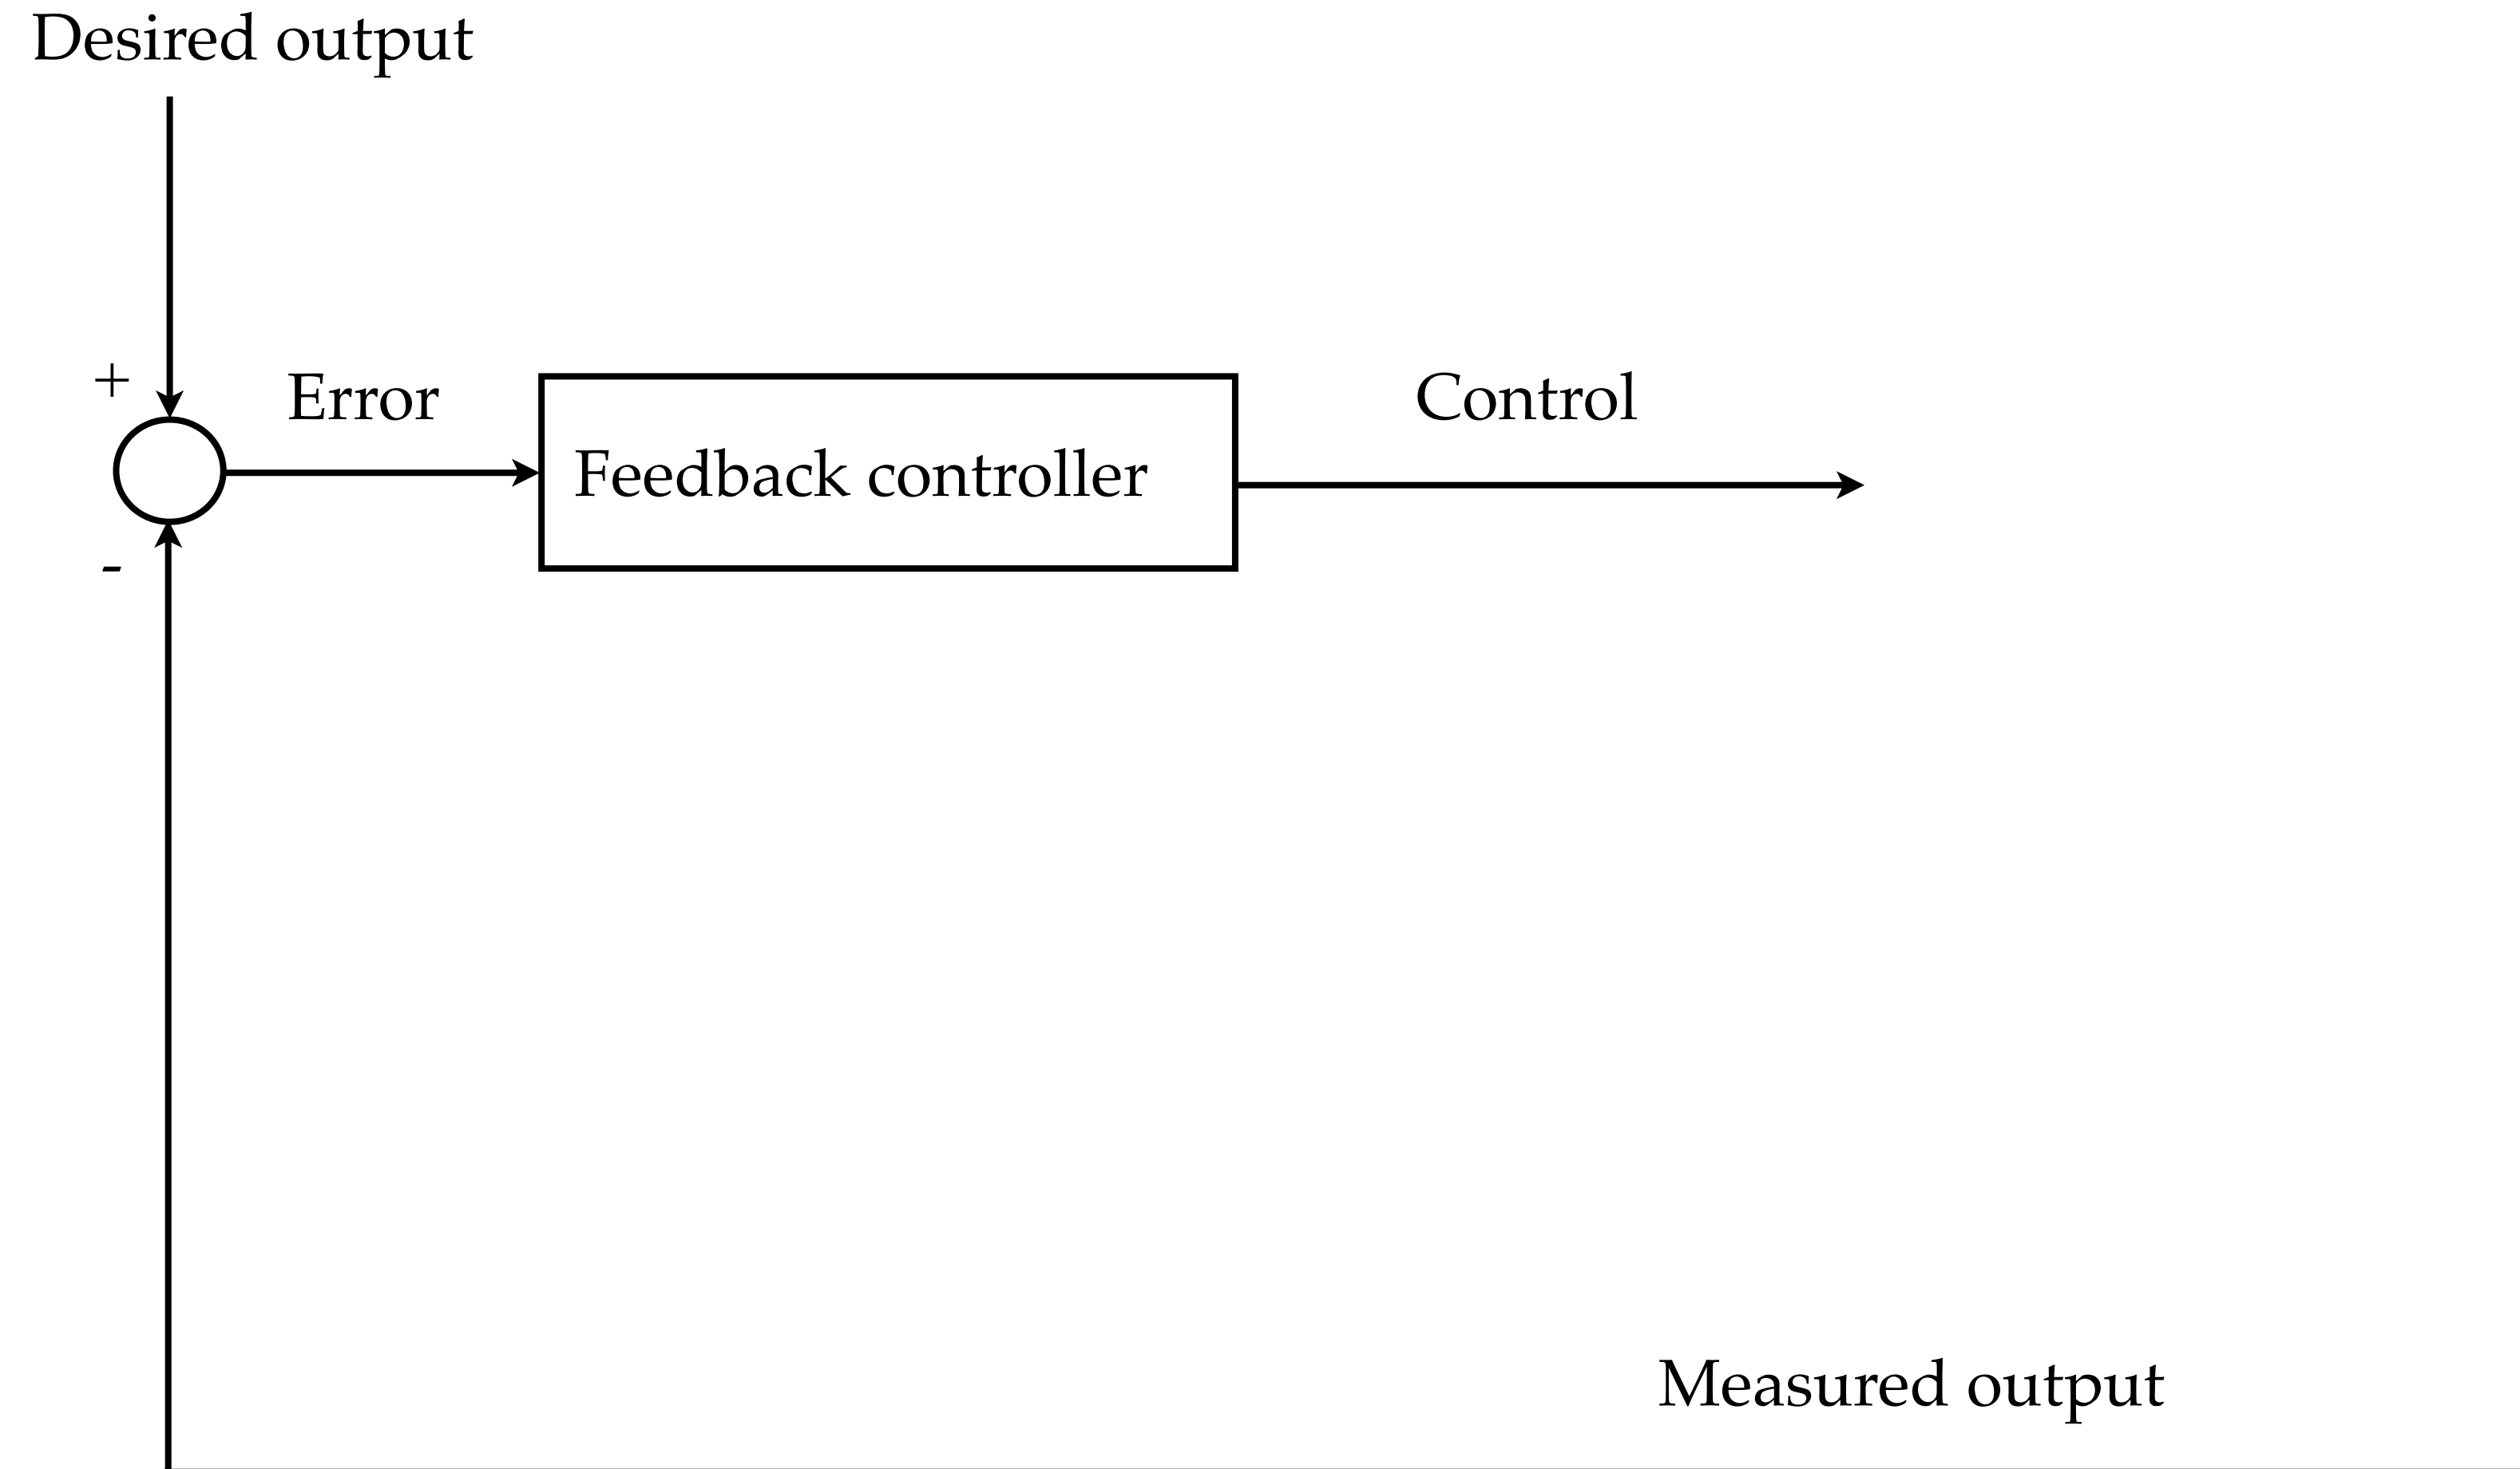 Desired output
+
Error
Control
Feedback controller
-
Measured output